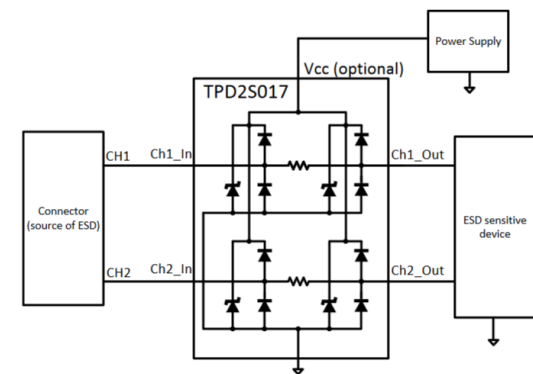 Power Supply
Vcc (optional)
TPD2S017
CH1
Ch1_In
Ch1_Out
Connector
(source of ESD)
ESD sensitive
device
CH2
Ch2_In
Ch2_Out